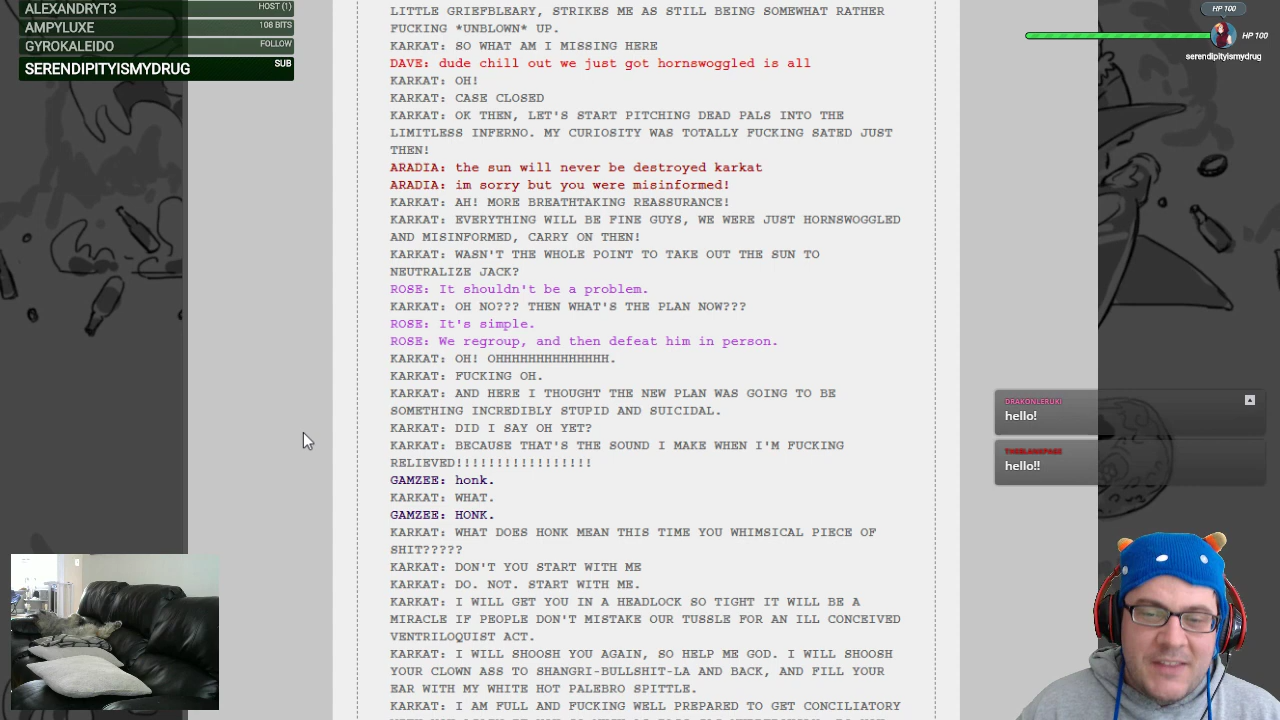 ALEXANDRYT3 HOST (1)
AMPYLUXE 108 BITS
GYROKALEIDO FOLLOW
SERENDIPITYISMYDRUG SUB
HP 100
HP 100
serendipityismydrug
LITTLE GRIEFBLEARY, STRIKES ME AS STILL BEING SOMEWHAT RATHER
FUCKING *UNBLOWN* UP.
KARKAT: SO WHAT AM I MISSING HERE
DAVE: dude chill out we just got hornswoggled is all
KARKAT: OH!
KARKAT: CASE CLOSED
KARKAT: OK THEN, LET'S START PITCHING DEAD PALS INTO THE
LIMITLESS INFERNO. MY CURIOSITY WAS TOTALLY FUCKING SATED JUST
THEN!
ARADIA: the sun will never be destroyed karkat
ARADIA: im sorry but you were misinformed!
KARKAT: AH! MORE BREATHTAKING REASSURANCE!
KARKAT: EVERYTHING WILL BE FINE GUYS, WE WERE JUST HORNSWOGGLED
AND MISINFORMED, CARRY ON THEN!
KARKAT: WASN'T THE WHOLE POINT TO TAKE OUT THE SUN TO
NEUTRALIZE JACK?
ROSE: It shouldn't be a problem.
KARKAT: OH NO??? THEN WHAT'S THE PLAN NOW???
ROSE: It's simple.
ROSE: We regroup, and then defeat him in person.
KARKAT: OH! OHHHHHHHHHHHHHH.
KARKAT: FUCKING OH.
KARKAT: AND HERE I THOUGHT THE NEW PLAN WAS GOING TO BE
SOMETHING INCREDIBLY STUPID AND SUICIDAL.
KARKAT: DID I SAY OH YET?
KARKAT: BECAUSE THAT'S THE SOUND I MAKE WHEN I'M FUCKING
RELIEVED!!!!!!!!!!!!!!!!!
GAMZEE: honk.
KARKAT: WHAT.
GAMZEE: HONK.
KARKAT: WHAT DOES HONK MEAN THIS TIME YOU WHIMSICAL PIECE OF
SHIT?????
KARKAT: DON'T YOU START WITH ME
KARKAT: DO. NOT. START WITH ME.
KARKAT: I WILL GET YOU IN A HEADLOCK SO TIGHT IT WILL BE A
MIRACLE IF PEOPLE DON'T MISTAKE OUR TUSSLE FOR AN ILL CONCEIVED
VENTRILOQUIST ACT.
KARKAT: I WILL SHOOSH YOU AGAIN, SO HELP ME GOD. I WILL SHOOSH
YOUR CLOWN ASS TO SHANGRI-BULLSHIT-LA AND BACK, AND FILL YOUR
EAR WITH MY WHITE HOT PALEBRO SPITTLE.
KARKAT: I AM FULL AND FUCKING WELL PREPARED TO GET CONCILIATORY
hello!
hello!!